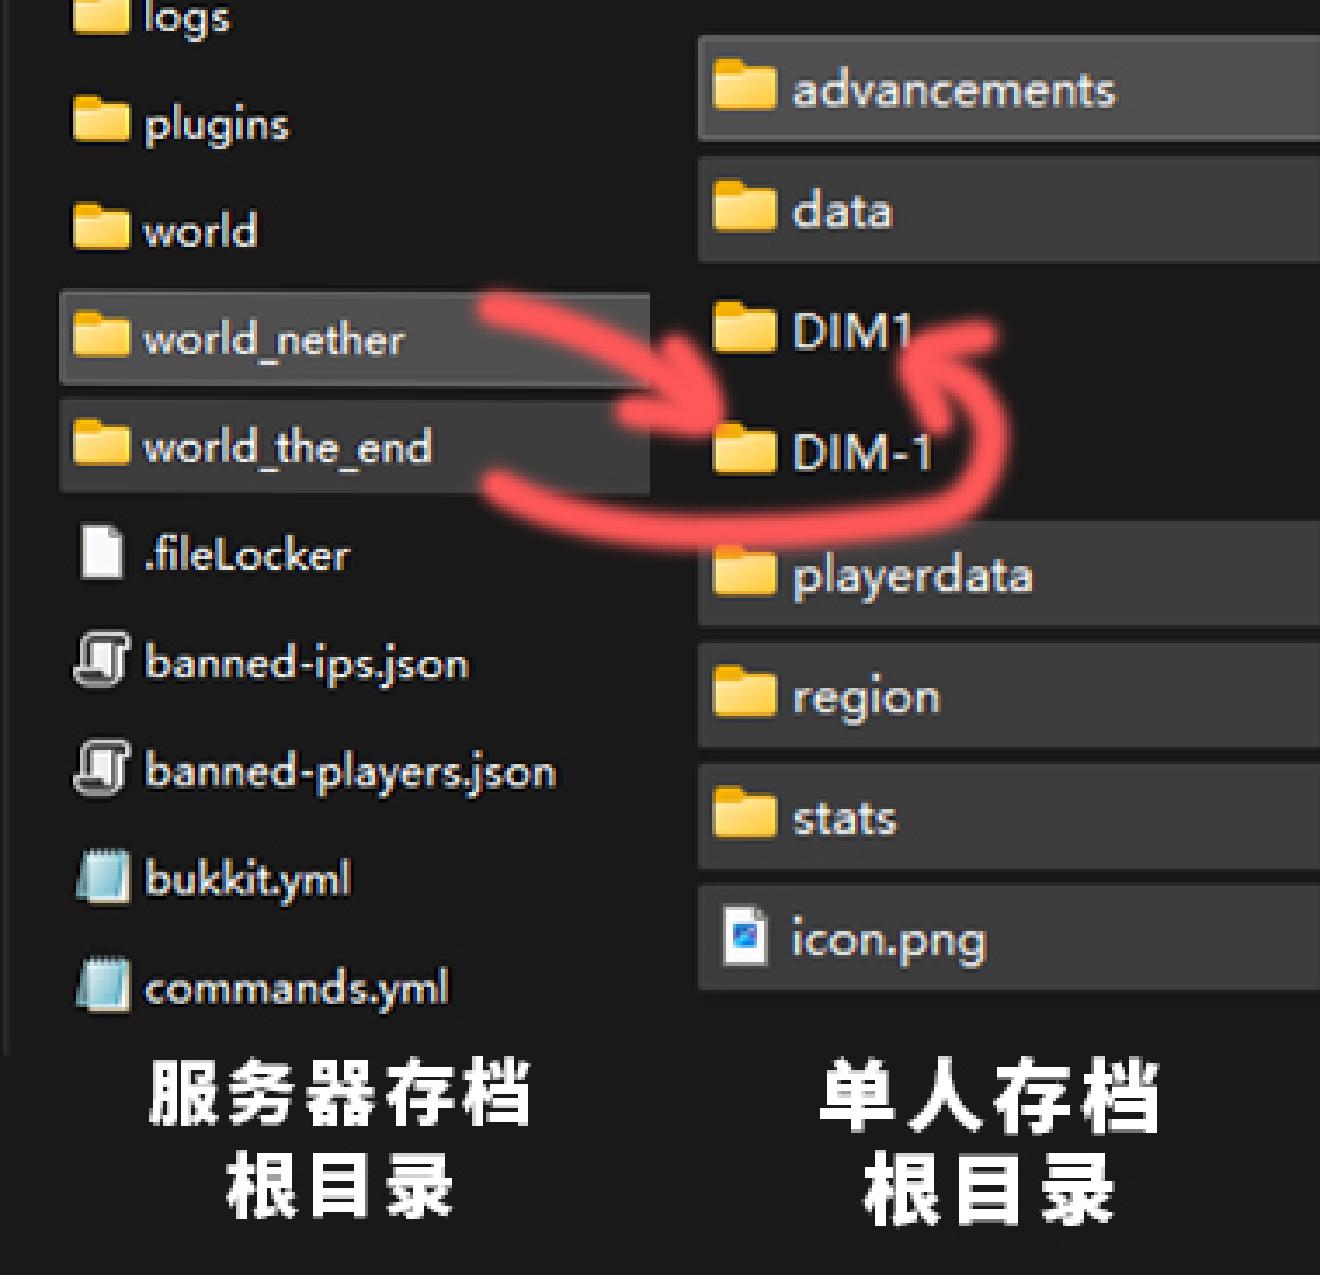 logs
plugins
world
world_nether
world_the_end
.fileLocker
banned-ips.json
banned-players.json
bukkit.yml
commands.yml
服务器存档
根目录
advancements
data
DIM1
DIM-1
playerdata
region
stats
icon.png
单人存档
根目录